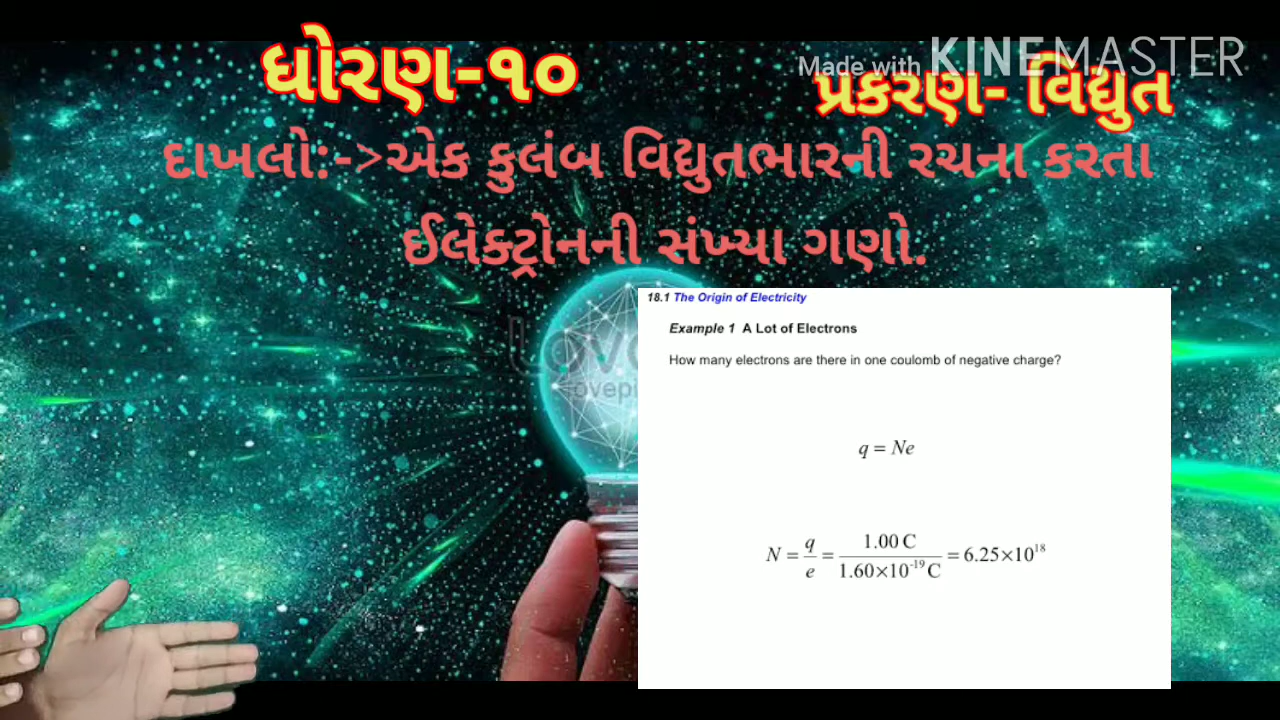 ધોરણ-૧૦
Made with KINEMASTER
પ્રકરણ- વિદ્યુત
દાખલો:->એક કુલંબ વિદ્યુતભારની રચના કરતા
ઈલેક્ટ્રોનની સંખ્યા ગણો.
18.1 The Origin of Electricity
Example 1 A Lot of Electrons
How many electrons are there in one coulomb of negative charge?
q = Ne
N = q/e = 1.00 C / 1.60×10⁻¹⁹ C = 6.25×10¹⁸